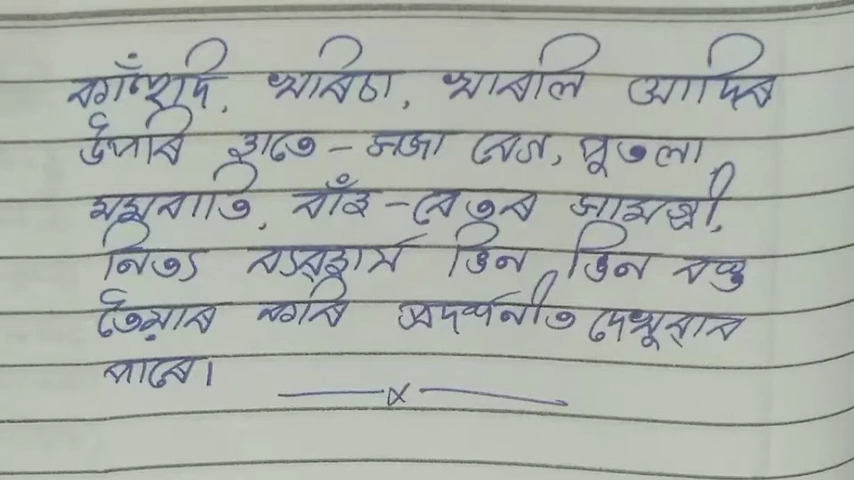 কাঁহুদি, খৰিচা, খাৰলি আদিৰ
উপৰি হাতে-সজা বেগ, পুতলা
মমবাতি, বাঁহ-বেতৰ সামগ্ৰী,
নিত্য ব্যৱহাৰ্য ভিন ভিন বস্তু
তৈয়াৰ কৰি প্ৰদৰ্শনীত দেখুৱাব
পাৰে।